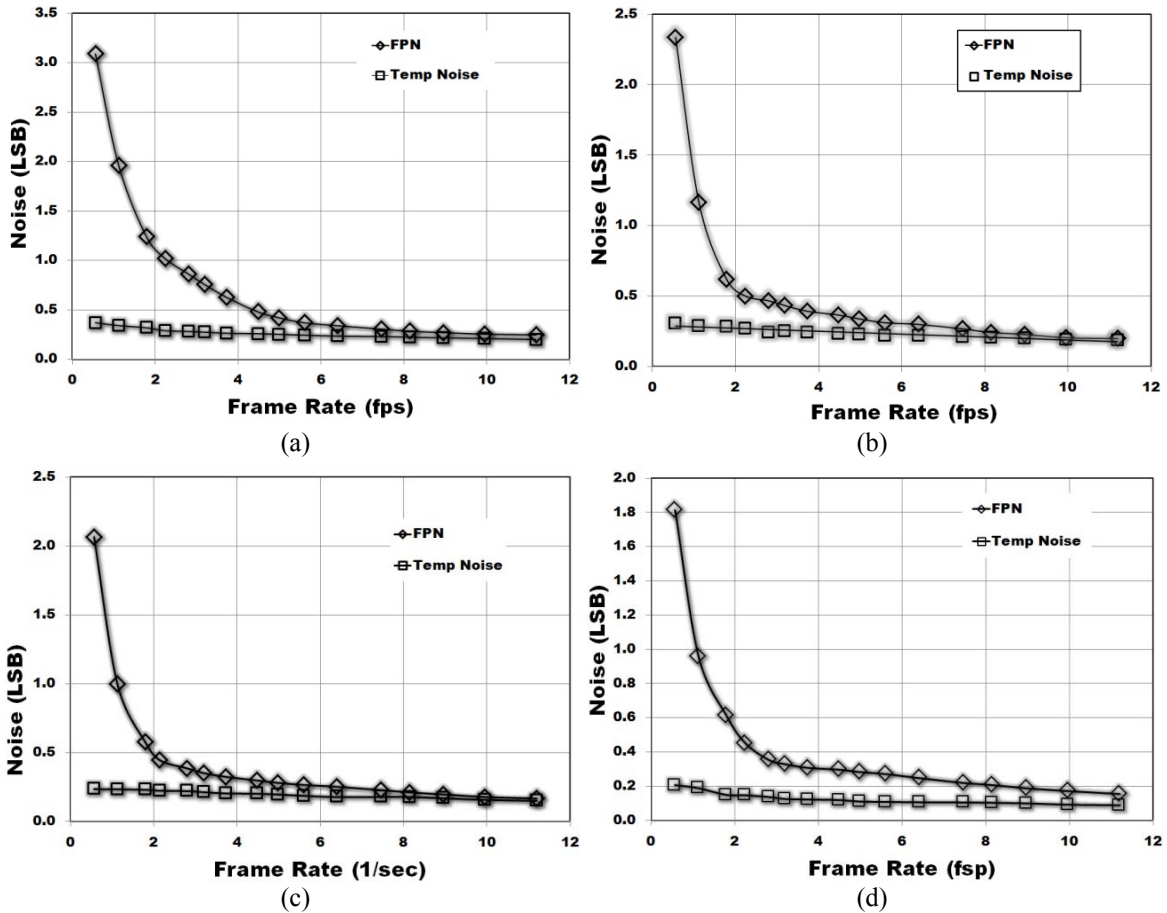 3.5
3.0
2.5
2.0
1.5
1.0
0.5
0.0
Noise (LSB)
FPN
Temp Noise
0 2 4 6 8 10 12
Frame Rate (fps)
(a)
2.5
2.0
1.5
1.0
0.5
0.0
Noise (LSB)
FPN
Temp Noise
0 2 4 6 8 10 12
Frame Rate (fps)
(b)
2.5
2.0
1.5
1.0
0.5
0.0
Noise (LSB)
FPN
Temp Noise
0 2 4 6 8 10 12
Frame Rate (1/sec)
(c)
2.0
1.8
1.6
1.4
1.2
1.0
0.8
0.6
0.4
0.2
0.0
Noise (LSB)
FPN
Temp Noise
0 2 4 6 8 10 12
Frame Rate (fsp)
(d)